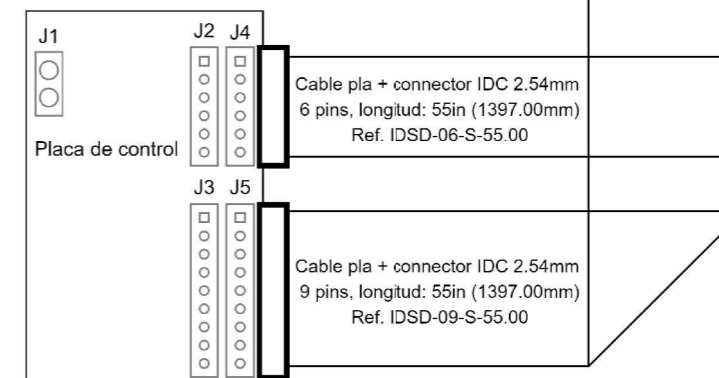 J1
J2 J4
Cable pla + connector IDC 2.54mm
6 pins, longitud: 55in (1397.00mm)
Ref. IDSD-06-S-55.00
Placa de control
J3 J5
Cable pla + connector IDC 2.54mm
9 pins, longitud: 55in (1397.00mm)
Ref. IDSD-09-S-55.00